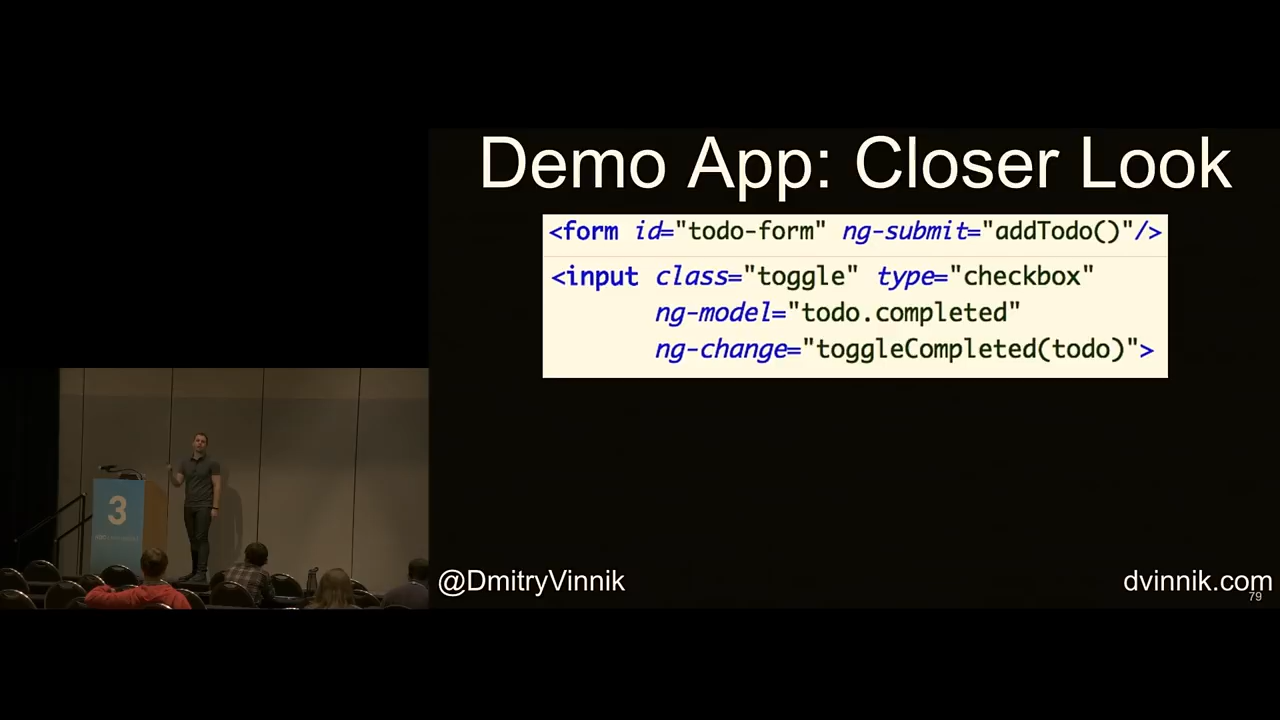 Demo App: Closer Look
<form id="todo-form" ng-submit="addTodo()"/>
<input class="toggle" type="checkbox"
ng-model="todo.completed"
ng-change="toggleCompleted(todo)">
3
@DmitryVinnik
dvinnik.com
79